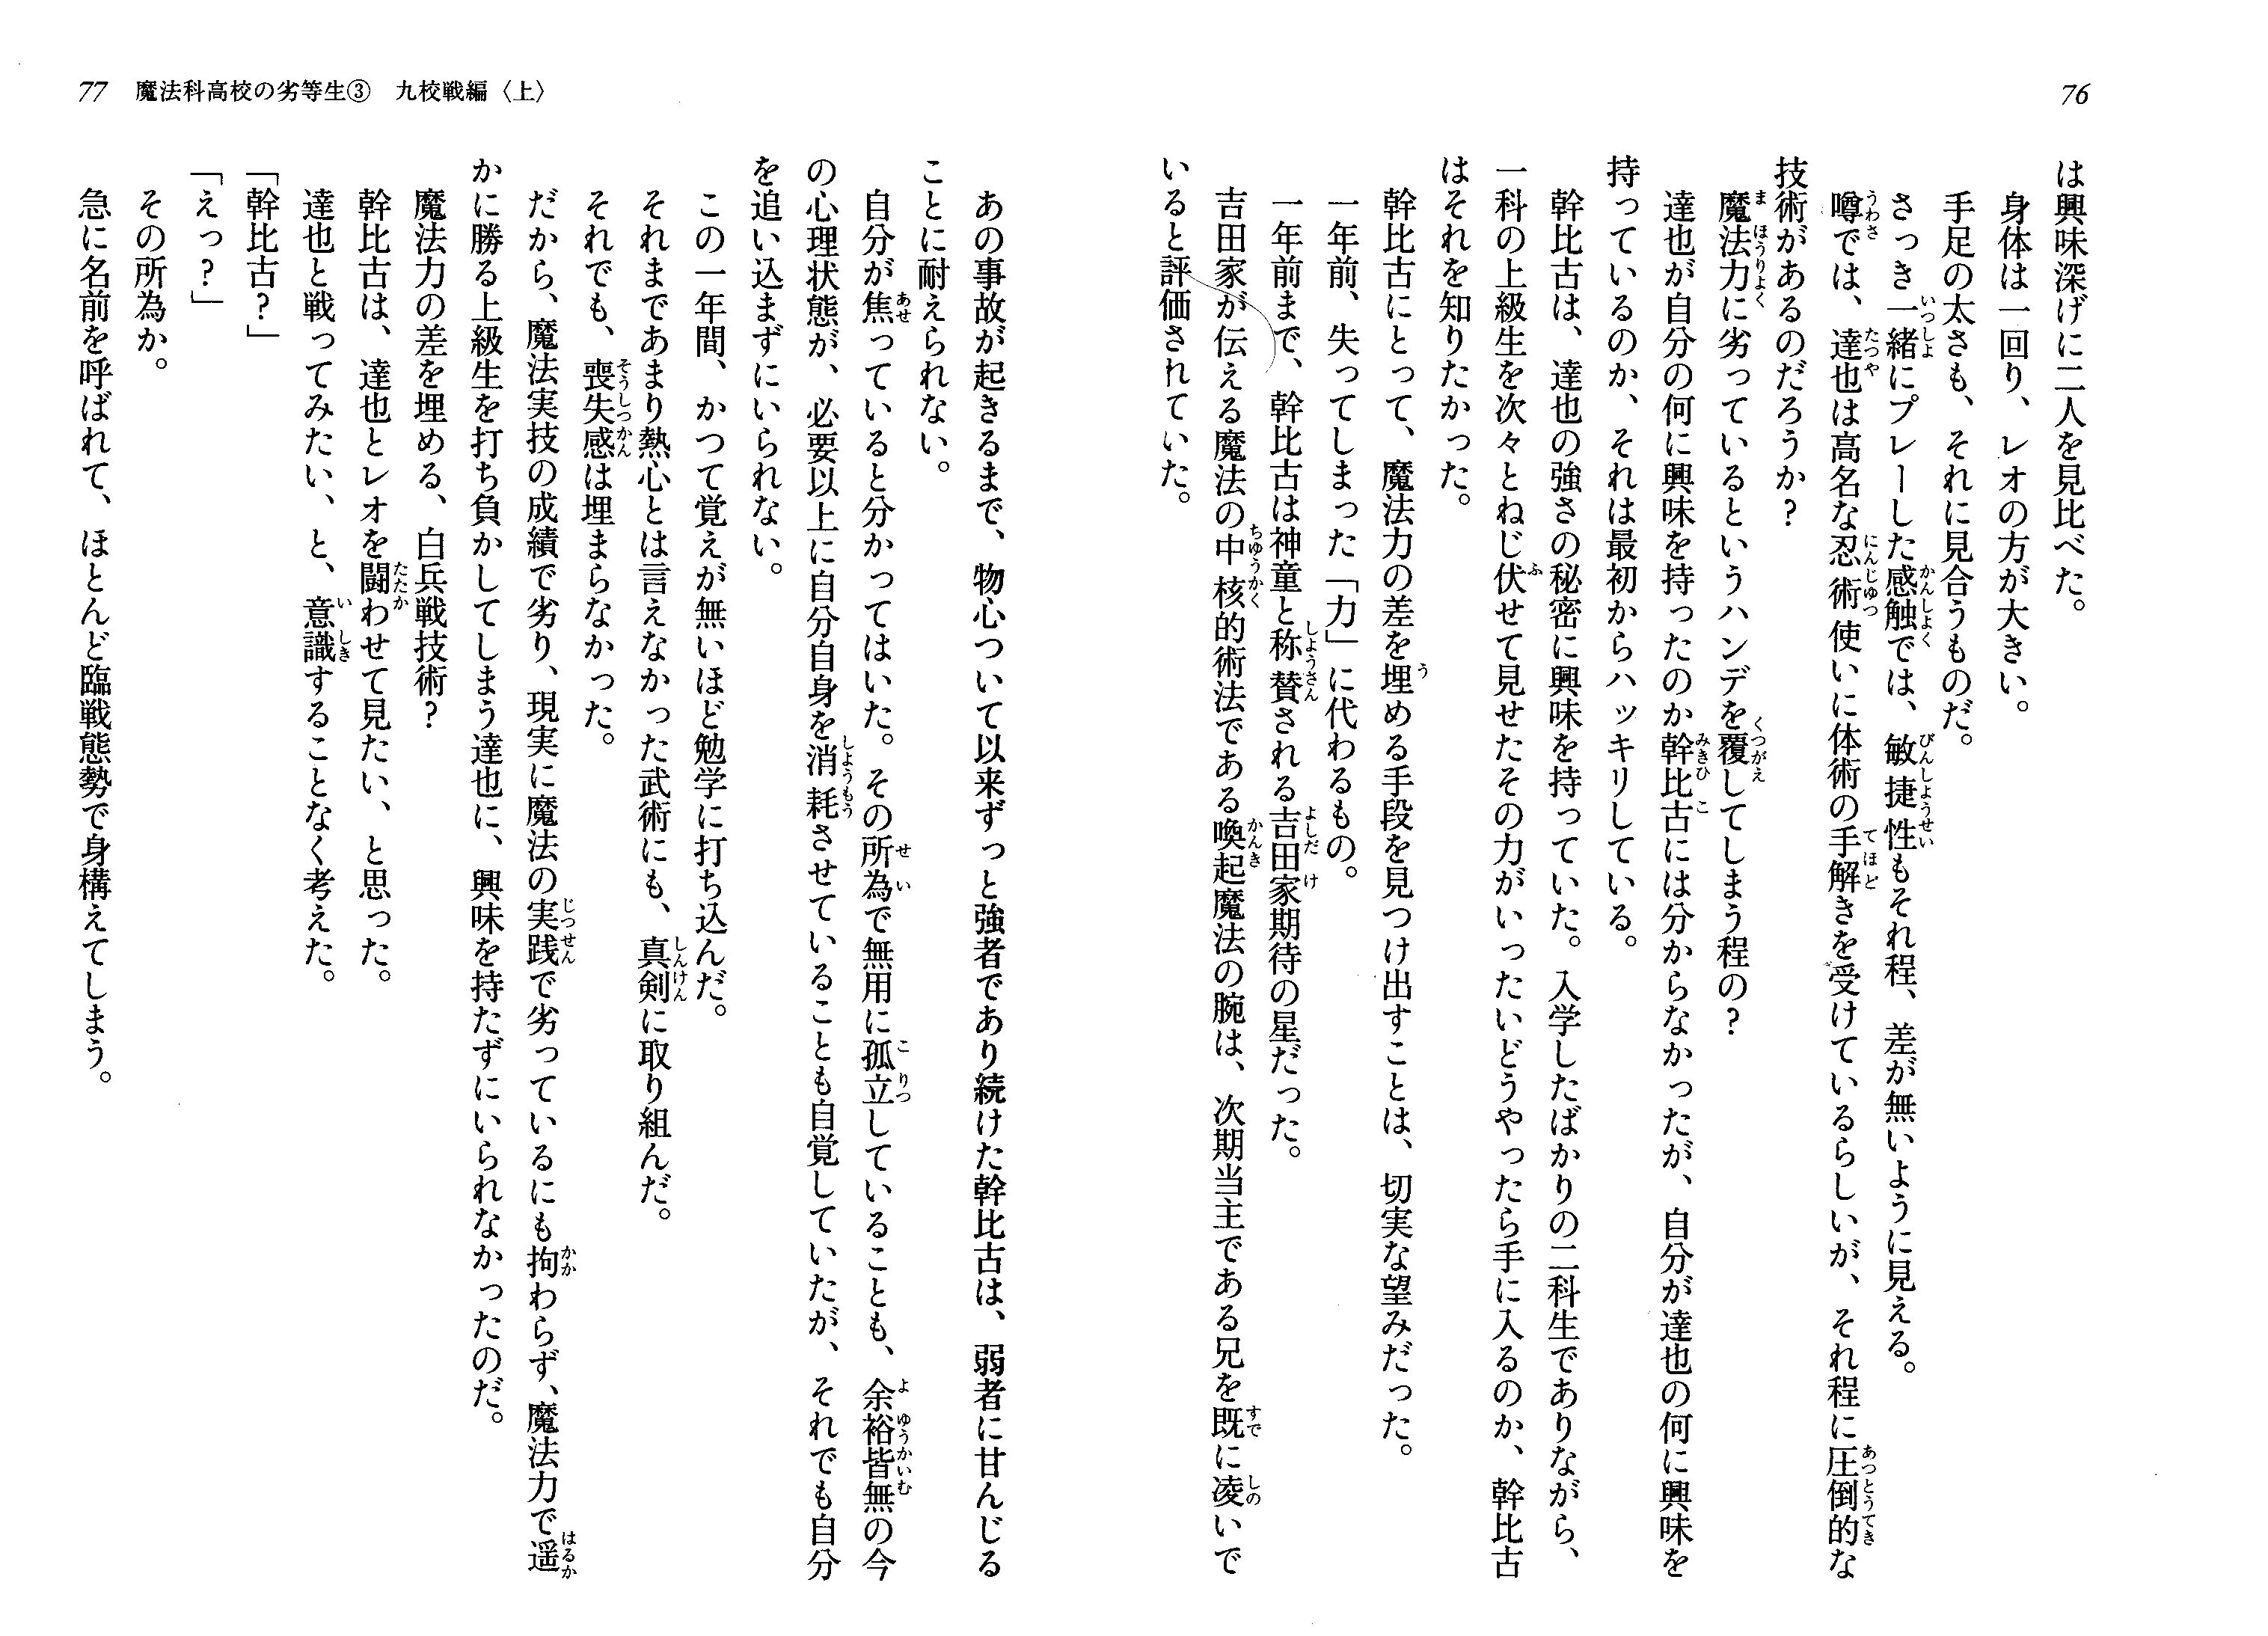 76
は興味深げに二人を見比べた。
身体は一回り、レオの方が大きい。
手足の太さも、それに見合うものだ。
さっき一緒にプレーした感触では、敏捷性もそれ程、差が無いように見える。
噂では、達也は高名な忍術使いに体術の手解きを受けているらしいが、それ程に圧倒的な
技術があるのだろうか？
魔法力に劣っているというハンデを覆してしまう程の？
達也が自分の何に興味を持ったのか幹比古には分からなかったが、自分が達也の何に興味を
持っているのか、それは最初からハッキリしている。
幹比古は、達也の強さの秘密に興味を持っていた。入学したばかりの二科生でありながら、
一科の上級生を次々とねじ伏せて見せたその力がいったいどうやったら手に入るのか、幹比古
はそれを知りたかった。
幹比古にとって、魔法力の差を埋める手段を見つけ出すことは、切実な望みだった。
一年前、失ってしまった「力」に代わるもの。
一年前まで、幹比古は神童と称賛される吉田家期待の星だった。
吉田家が伝える魔法の中核的術法である喚起魔法の腕は、次期当主である兄を既に凌いで
いると評価されていた。
77 魔法科高校の劣等生③ 九校戦編〈上〉
あの事故が起きるまで、物心ついて以来ずっと強者であり続けた幹比古は、弱者に甘んじる
ことに耐えられない。
自分が焦っていると分かってはいた。その所為で無用に孤立していることも、余裕皆無の今
の心理状態が、必要以上に自分自身を消耗させていることも自覚していたが、それでも自分
を追い込まずにいられない。
この一年間、かつて覚えが無いほど勉学に打ち込んだ。
それまであまり熱心とは言えなかった武術にも、真剣に取り組んだ。
それでも、喪失感は埋まらなかった。
だから、魔法実技の成績で劣り、現実に魔法の実践で劣っているにも拘わらず、魔法力で遥
かに勝る上級生を打ち負かしてしまう達也に、興味を持たずにいられなかったのだ。
魔法力の差を埋める、白兵戦技術？
幹比古は、達也とレオを闘わせて見たい、と思った。
達也と戦ってみたい、と、意識することなく考えた。
「幹比古？」
「えっ？」
その所為か。
急に名前を呼ばれて、ほとんど臨戦態勢で身構えてしまう。